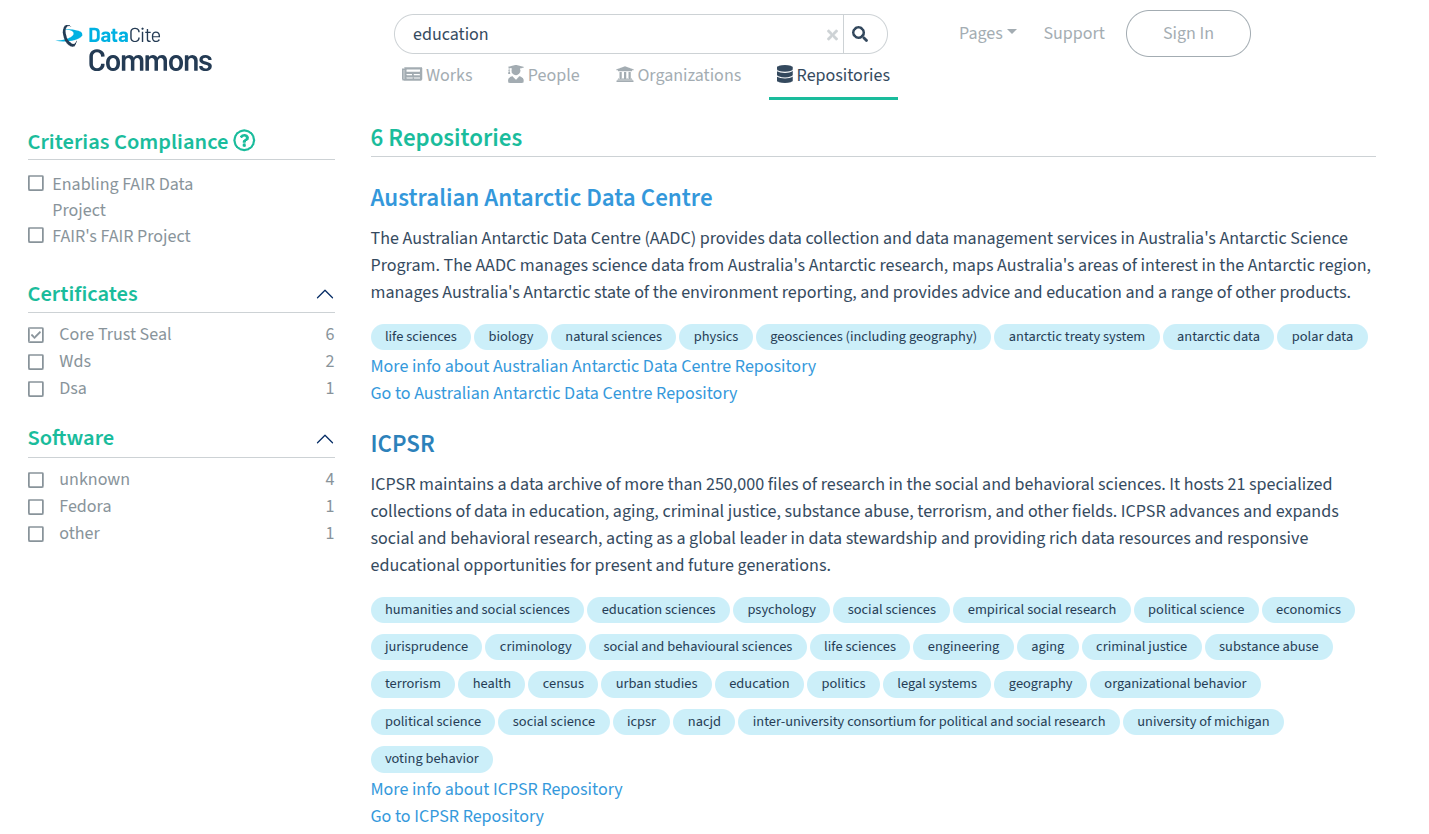 DataCite
Commons
education
Pages
Support
Sign In
Works
People
Organizations
Repositories
Criterias Compliance
Enabling FAIR Data
Project
FAIR's FAIR Project
Certificates
Core Trust Seal 6
Wds 2
Dsa 1
Software
unknown 4
Fedora 1
other 1
6 Repositories
Australian Antarctic Data Centre
The Australian Antarctic Data Centre (AADC) provides data collection and data management services in Australia's Antarctic Science
Program. The AADC manages science data from Australia's Antarctic research, maps Australia's areas of interest in the Antarctic region,
manages Australia's Antarctic state of the environment reporting, and provides advice and education and a range of other products.
life sciences biology natural sciences physics geosciences (including geography) antarctic treaty system antarctic data polar data
More info about Australian Antarctic Data Centre Repository
Go to Australian Antarctic Data Centre Repository
ICPSR
ICPSR maintains a data archive of more than 250,000 files of research in the social and behavioral sciences. It hosts 21 specialized
collections of data in education, aging, criminal justice, substance abuse, terrorism, and other fields. ICPSR advances and expands
social and behavioral research, acting as a global leader in data stewardship and providing rich data resources and responsive
educational opportunities for present and future generations.
humanities and social sciences education sciences psychology social sciences empirical social research political science economics
jurisprudence criminology social and behavioural sciences life sciences engineering aging criminal justice substance abuse
terrorism health census urban studies education politics legal systems geography organizational behavior
political science social science icpsr nacjd inter-university consortium for political and social research university of michigan
voting behavior
More info about ICPSR Repository
Go to ICPSR Repository